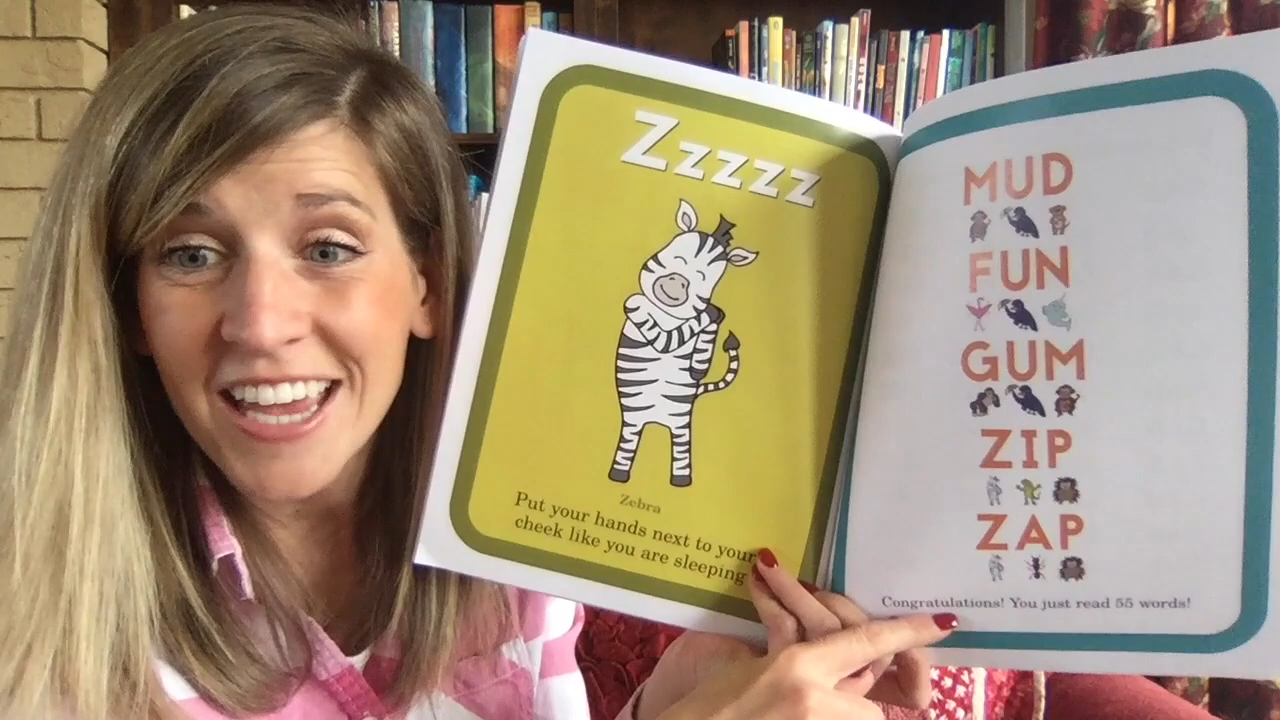 Zzzzz
Zebra
Put your hands next to your
cheek like you are sleeping
MUD
FUN
GUM
ZIP
ZAP
Congratulations! You just read 55 words!